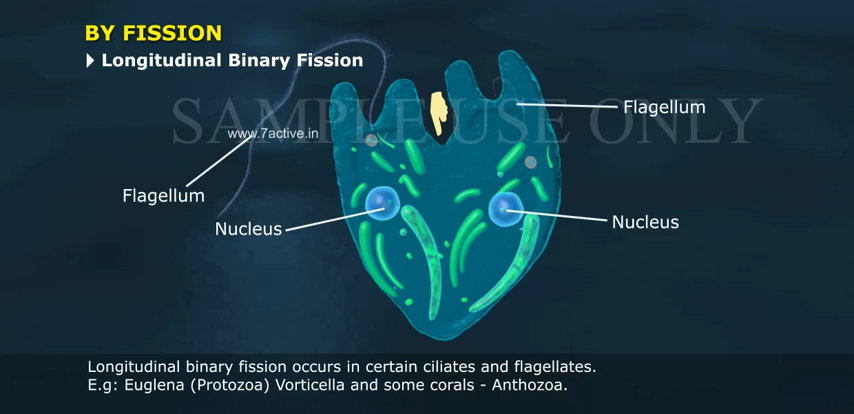 BY FISSION
Longitudinal Binary Fission
SAMPLE USE ONLY
Flagellum
www.7active.in
Flagellum
Nucleus
Nucleus
Longitudinal binary fission occurs in certain ciliates and flagellates.
E.g: Euglena (Protozoa) Vorticella and some corals - Anthozoa.